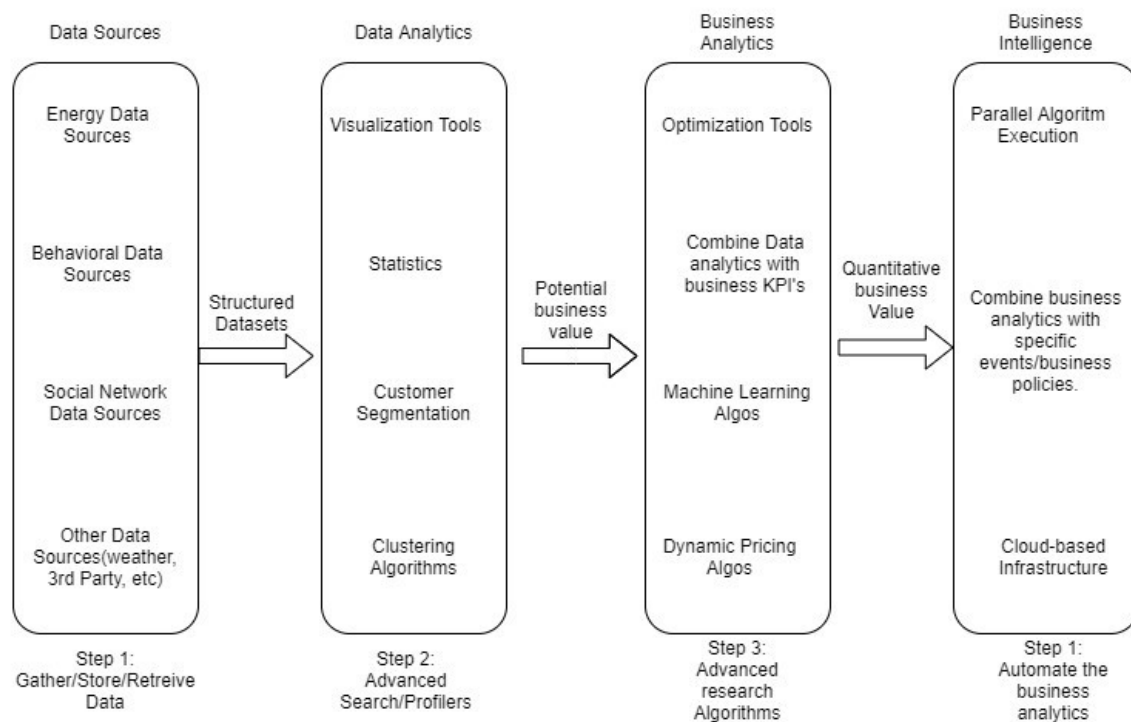 Data Sources
Energy Data
Sources
Behavioral Data
Sources
Social Network
Data Sources
Other Data
Sources(weather,
3rd Party, etc)
Step 1:
Gather/Store/Retreive
Data
Structured
Datasets
Data Analytics
Visualization Tools
Statistics
Customer
Segmentation
Clustering
Algorithms
Step 2:
Advanced
Search/Profilers
Potential
business
value
Business
Analytics
Optimization Tools
Combine Data
analytics with
business KPI's
Machine Learning
Algos
Dynamic Pricing
Algos
Step 3:
Advanced
research
Algorithms
Quantitative
business
Value
Business
Intelligence
Parallel Algoritm
Execution
Combine business
analytics with
specific
events/business
policies.
Cloud-based
Infrastructure
Step 1:
Automate the
business
analytics